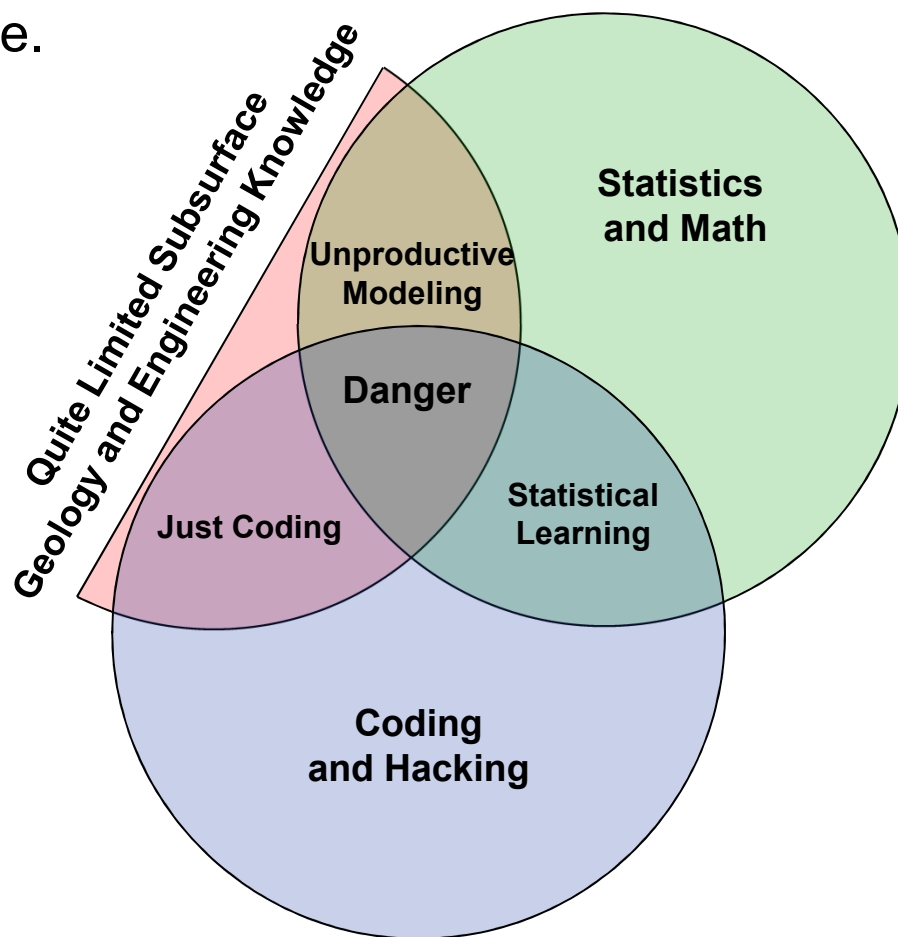 e.
Quite Limited Subsurface
Geology and Engineering Knowledge
Statistics
and Math
Unproductive
Modeling
Danger
Statistical
Learning
Just Coding
Coding
and Hacking